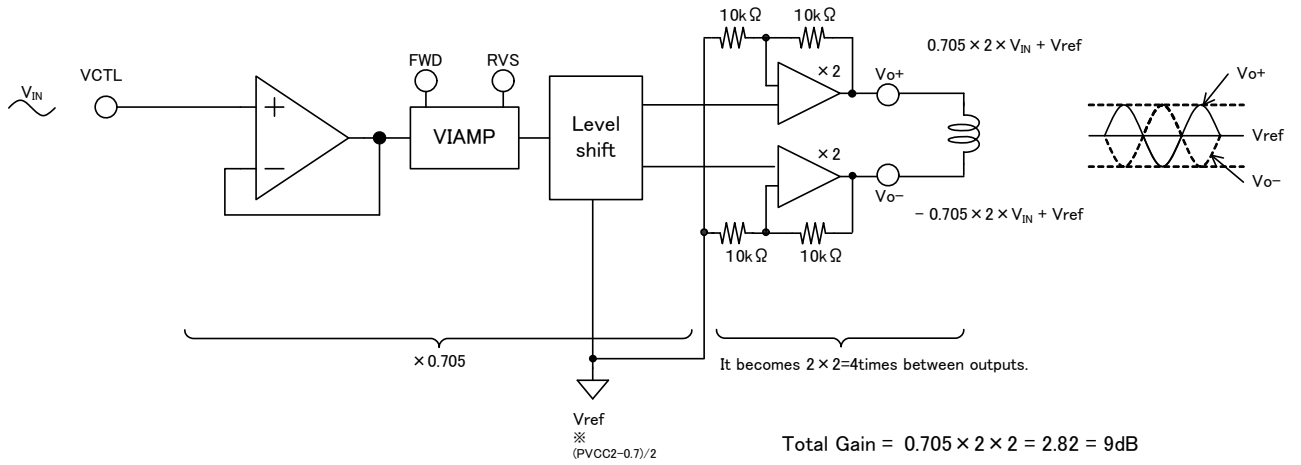 10kΩ 10kΩ
0.705×2×VIN + Vref
VIN
VCTL
FWD RVS
×2
Vo+
Vo+
+
−
VIAMP
Level
shift
Vref
×2
Vo−
Vo−
− 0.705×2×VIN + Vref
10kΩ 10kΩ
×0.705
It becomes 2×2=4times between outputs.
Vref
※
(PVCC2-0.7)/2
Total Gain = 0.705×2×2 = 2.82 = 9dB